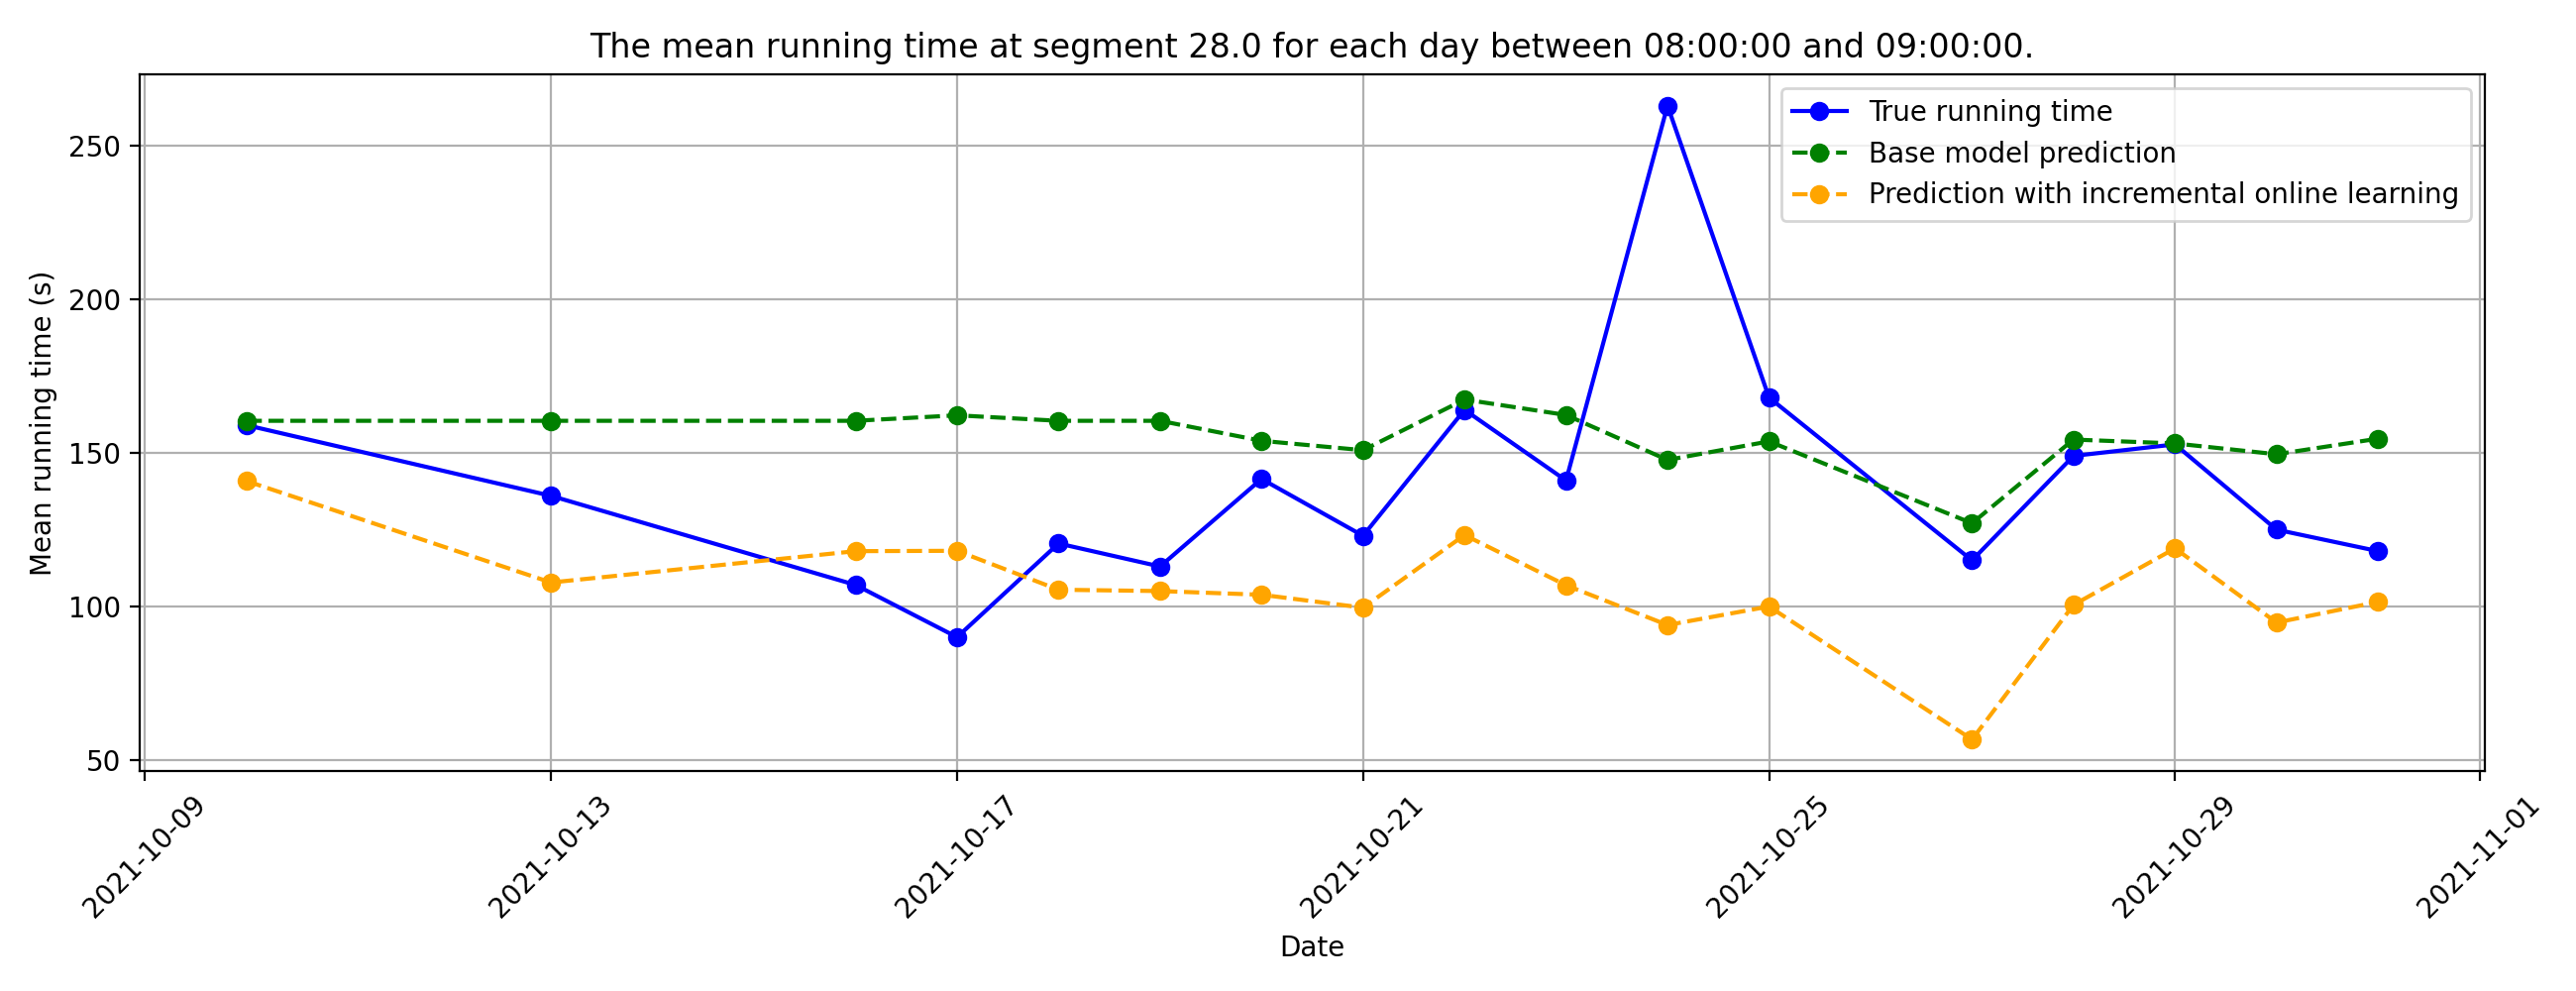 The mean running time at segment 28.0 for each day between 08:00:00 and 09:00:00.
True running time
Base model prediction
Prediction with incremental online learning
Mean running time (s)
250
200
150
100
50
2021-10-09
2021-10-13
2021-10-17
2021-10-21
2021-10-25
2021-10-29
2021-11-01
Date